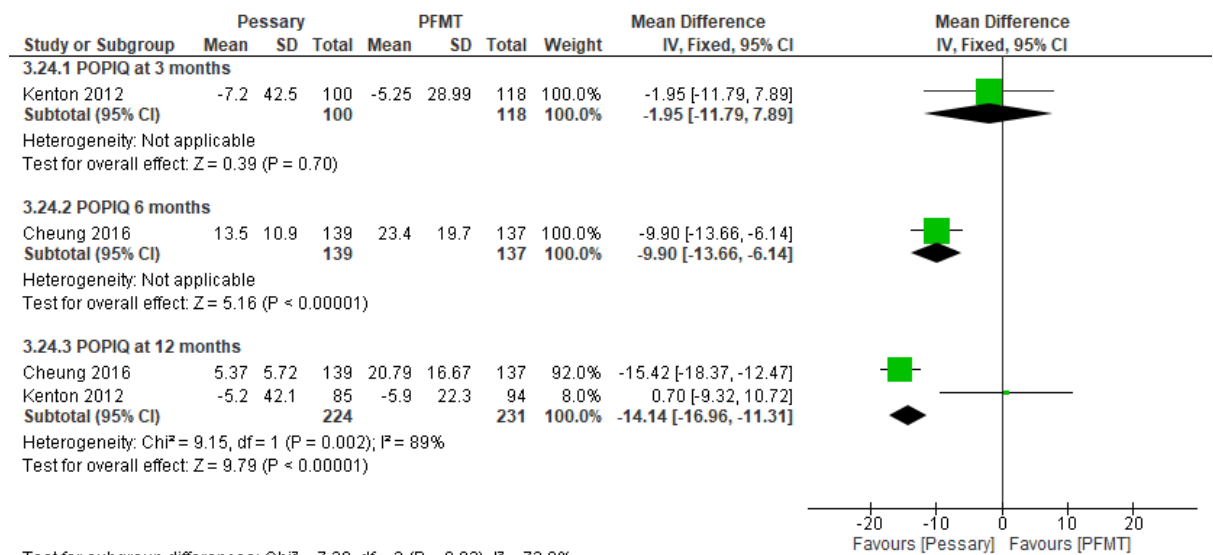 Pessary PFMT Mean Difference Mean Difference
Study or Subgroup Mean SD Total Mean SD Total Weight IV, Fixed, 95% CI IV, Fixed, 95% CI
3.24.1 POPIQ at 3 months
Kenton 2012 -7.2 42.5 100 -5.25 28.99 118 100.0% -1.95 [-11.79, 7.89]
Subtotal (95% CI) 100 118 100.0% -1.95 [-11.79, 7.89]
Heterogeneity: Not applicable
Test for overall effect: Z = 0.39 (P = 0.70)
3.24.2 POPIQ 6 months
Cheung 2016 13.5 10.9 139 23.4 19.7 137 100.0% -9.90 [-13.66, -6.14]
Subtotal (95% CI) 139 137 100.0% -9.90 [-13.66, -6.14]
Heterogeneity: Not applicable
Test for overall effect: Z = 5.16 (P < 0.00001)
3.24.3 POPIQ at 12 months
Cheung 2016 5.37 5.72 139 20.79 16.67 137 92.0% -15.42 [-18.37, -12.47]
Kenton 2012 -5.2 42.1 85 -5.9 22.3 94 8.0% 0.70 [-9.32, 10.72]
Subtotal (95% CI) 224 231 100.0% -14.14 [-16.96, -11.31]
Heterogeneity: Chi² = 9.15, df = 1 (P = 0.002); I² = 89%
Test for overall effect: Z = 9.79 (P < 0.00001)
-20 -10 0 10 20
Favours [Pessary] Favours [PFMT]
Test for subgroup differences: Chi²